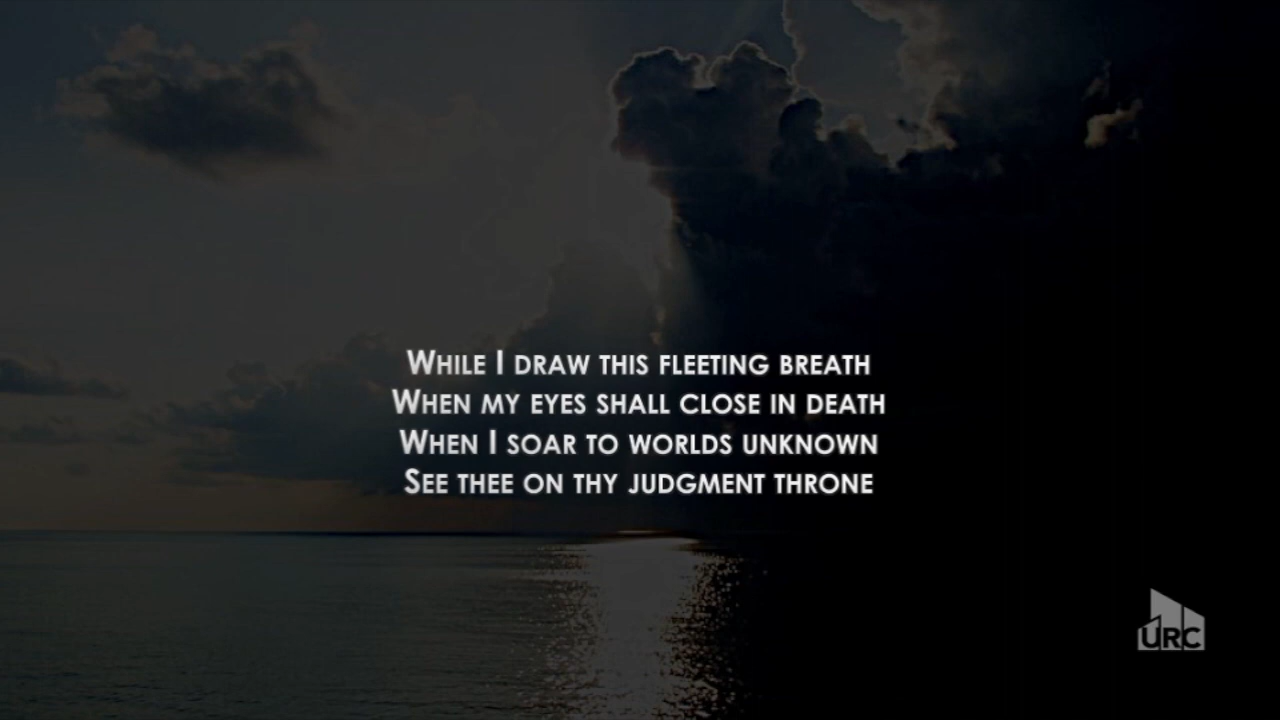 While I draw this fleeting breath
When my eyes shall close in death
When I soar to worlds unknown
See thee on thy judgment throne
URC